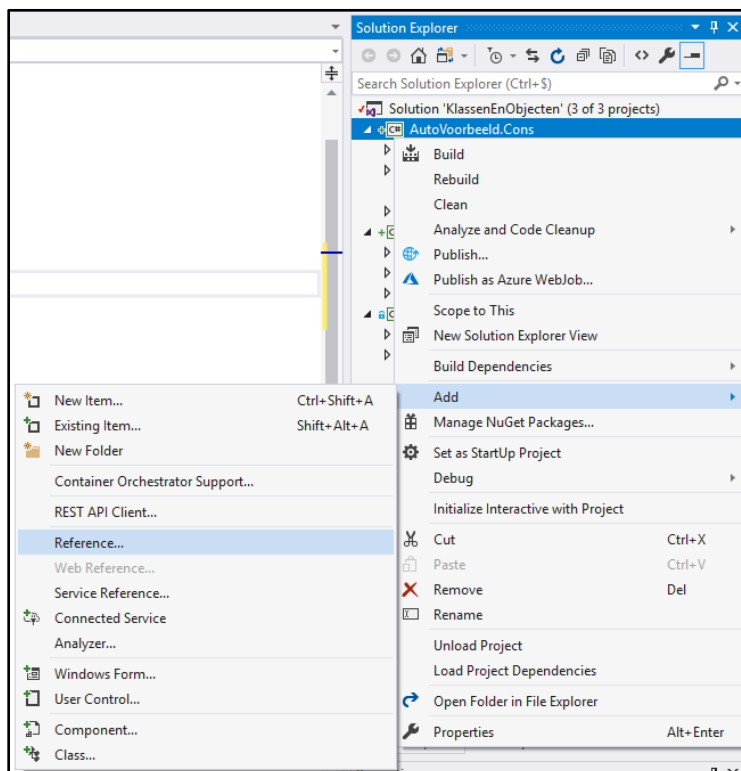 Solution Explorer
Search Solution Explorer (Ctrl+$)
Solution 'KlassenEnObjecten' (3 of 3 projects)
C# AutoVoorbeeld.Cons
Build
Rebuild
Clean
Analyze and Code Cleanup
Publish...
Publish as Azure WebJob...
Scope to This
New Solution Explorer View
Build Dependencies
Add
Manage NuGet Packages...
Set as StartUp Project
Debug
Initialize Interactive with Project
Cut Ctrl+X
Paste Ctrl+V
Remove Del
Rename
Unload Project
Load Project Dependencies
Open Folder in File Explorer
Properties Alt+Enter
New Item... Ctrl+Shift+A
Existing Item... Shift+Alt+A
New Folder
Container Orchestrator Support...
REST API Client...
Reference...
Web Reference...
Service Reference...
Connected Service
Analyzer...
Windows Form...
User Control...
Component...
Class...